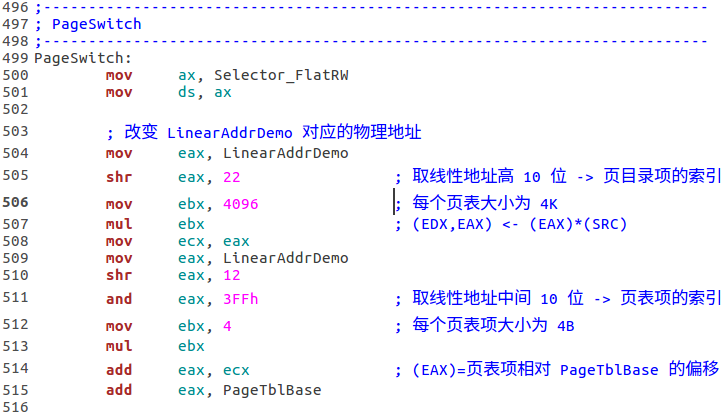 496 ;--------------------------------------------------------------------------
497 ; PageSwitch
498 ;--------------------------------------------------------------------------
499 PageSwitch:
500         mov     ax, Selector_FlatRW
501         mov     ds, ax
502
503         ; 改变 LinearAddrDemo 对应的物理地址
504         mov     eax, LinearAddrDemo
505         shr     eax, 22                 ; 取线性地址高 10 位 -> 页目录项的索引
506         mov     ebx, 4096               ; 每个页表大小为 4K
507         mul     ebx                     ; (EDX,EAX) <- (EAX)*(SRC)
508         mov     ecx, eax
509         mov     eax, LinearAddrDemo
510         shr     eax, 12
511         and     eax, 3FFh               ; 取线性地址中间 10 位 -> 页表项的索引
512         mov     ebx, 4                  ; 每个页表项大小为 4B
513         mul     ebx
514         add     eax, ecx                ; (EAX)=页表项相对 PageTblBase 的偏移
515         add     eax, PageTblBase
516